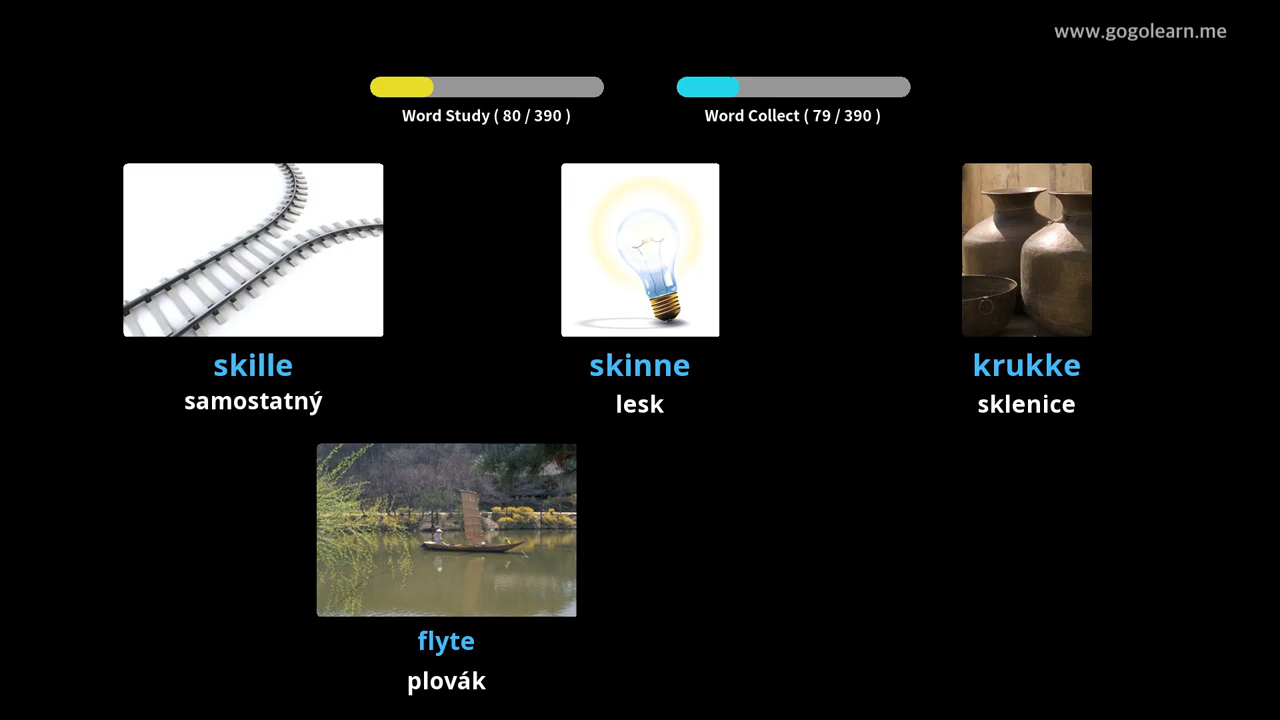 www.gogolearn.me
Word Study ( 80 / 390 )
Word Collect ( 79 / 390 )
skille
skinne
krukke
samostatný
lesk
sklenice
flyte
plovák